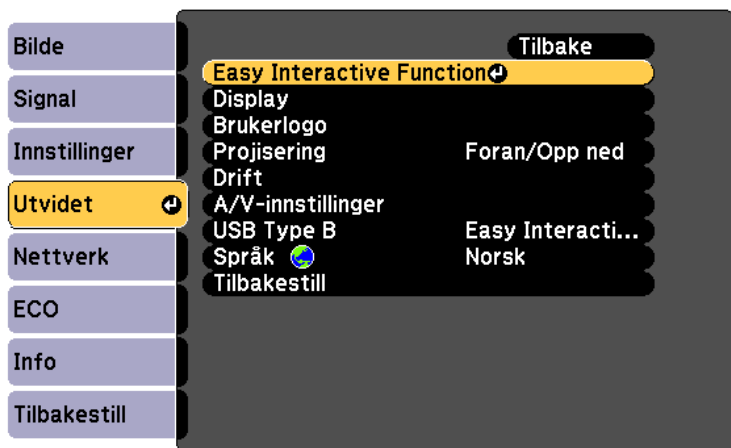 Bilde
Signal
Innstillinger
Utvidet
Nettverk
ECO
Info
Tilbakestill
Tilbake
Easy Interactive Function
Display
Brukerlogo
Projisering Foran/Opp ned
Drift
A/V-innstillinger
USB Type B Easy Interacti...
Språk Norsk
Tilbakestill